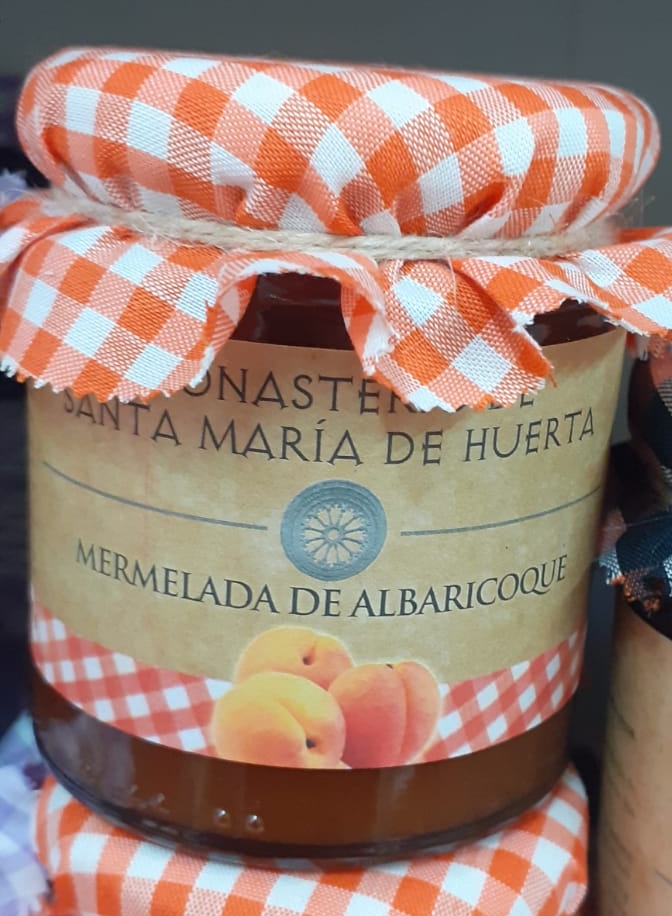 SANTA MARÍA DE HUERTA
MERMELADA DE ALBARICOQUE